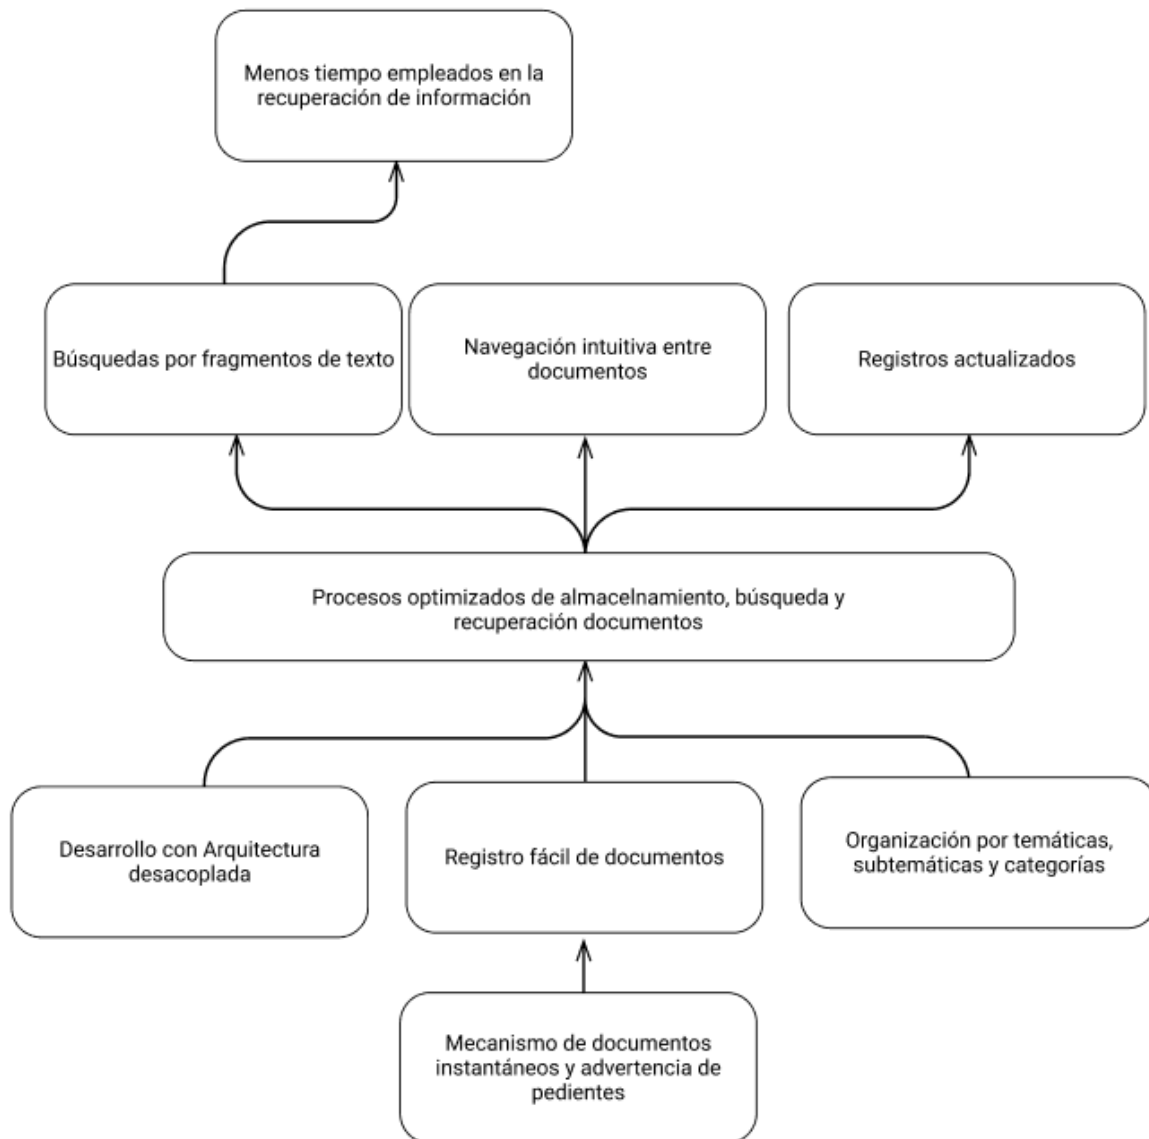 Menos tiempo empleados en la
recuperación de información
Búsquedas por fragmentos de texto
Navegación intuitiva entre
documentos
Registros actualizados
Procesos optimizados de almacelnamiento, búsqueda y
recuperación documentos
Desarrollo con Arquitectura
desacoplada
Registro fácil de documentos
Organización por temáticas,
subtemáticas y categorías
Mecanismo de documentos
instantáneos y advertencia de
pedientes